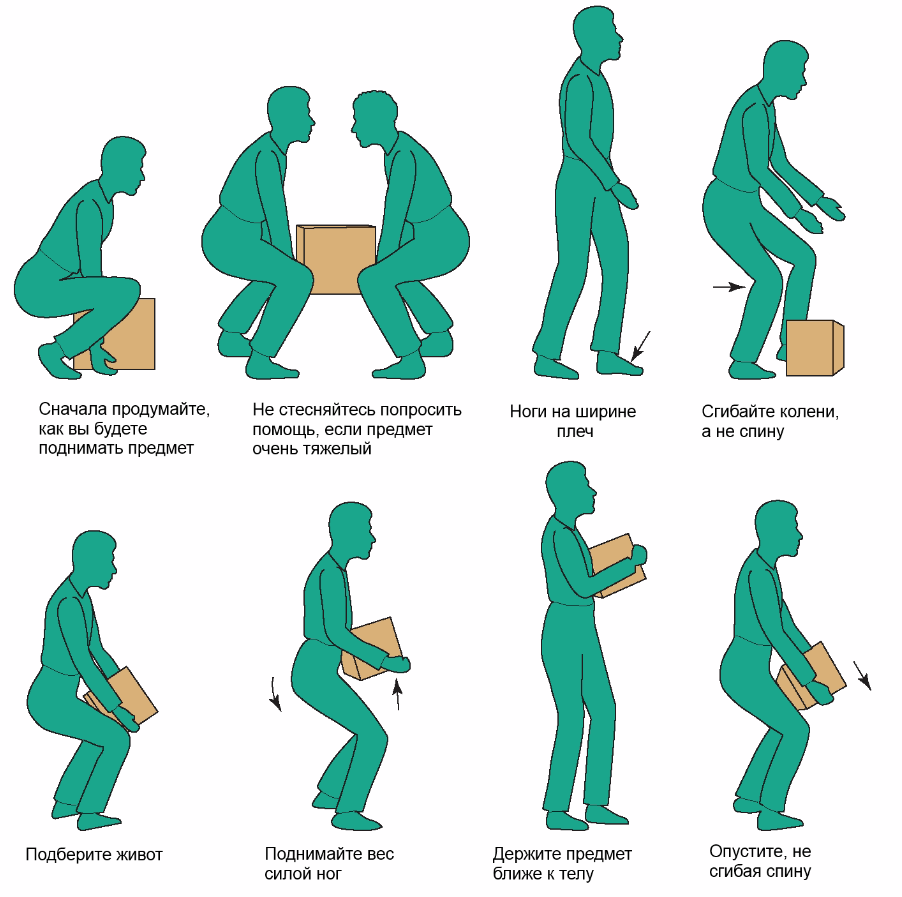 Сначала продумайте,
как вы будете
поднимать предмет
Не стесняйтесь попросить
помощь, если предмет
очень тяжелый
Ноги на ширине
плеч
Сгибайте колени,
а не спину
Подберите живот
Поднимайте вес
силой ног
Держите предмет
ближе к телу
Опустите, не
сгибая спину